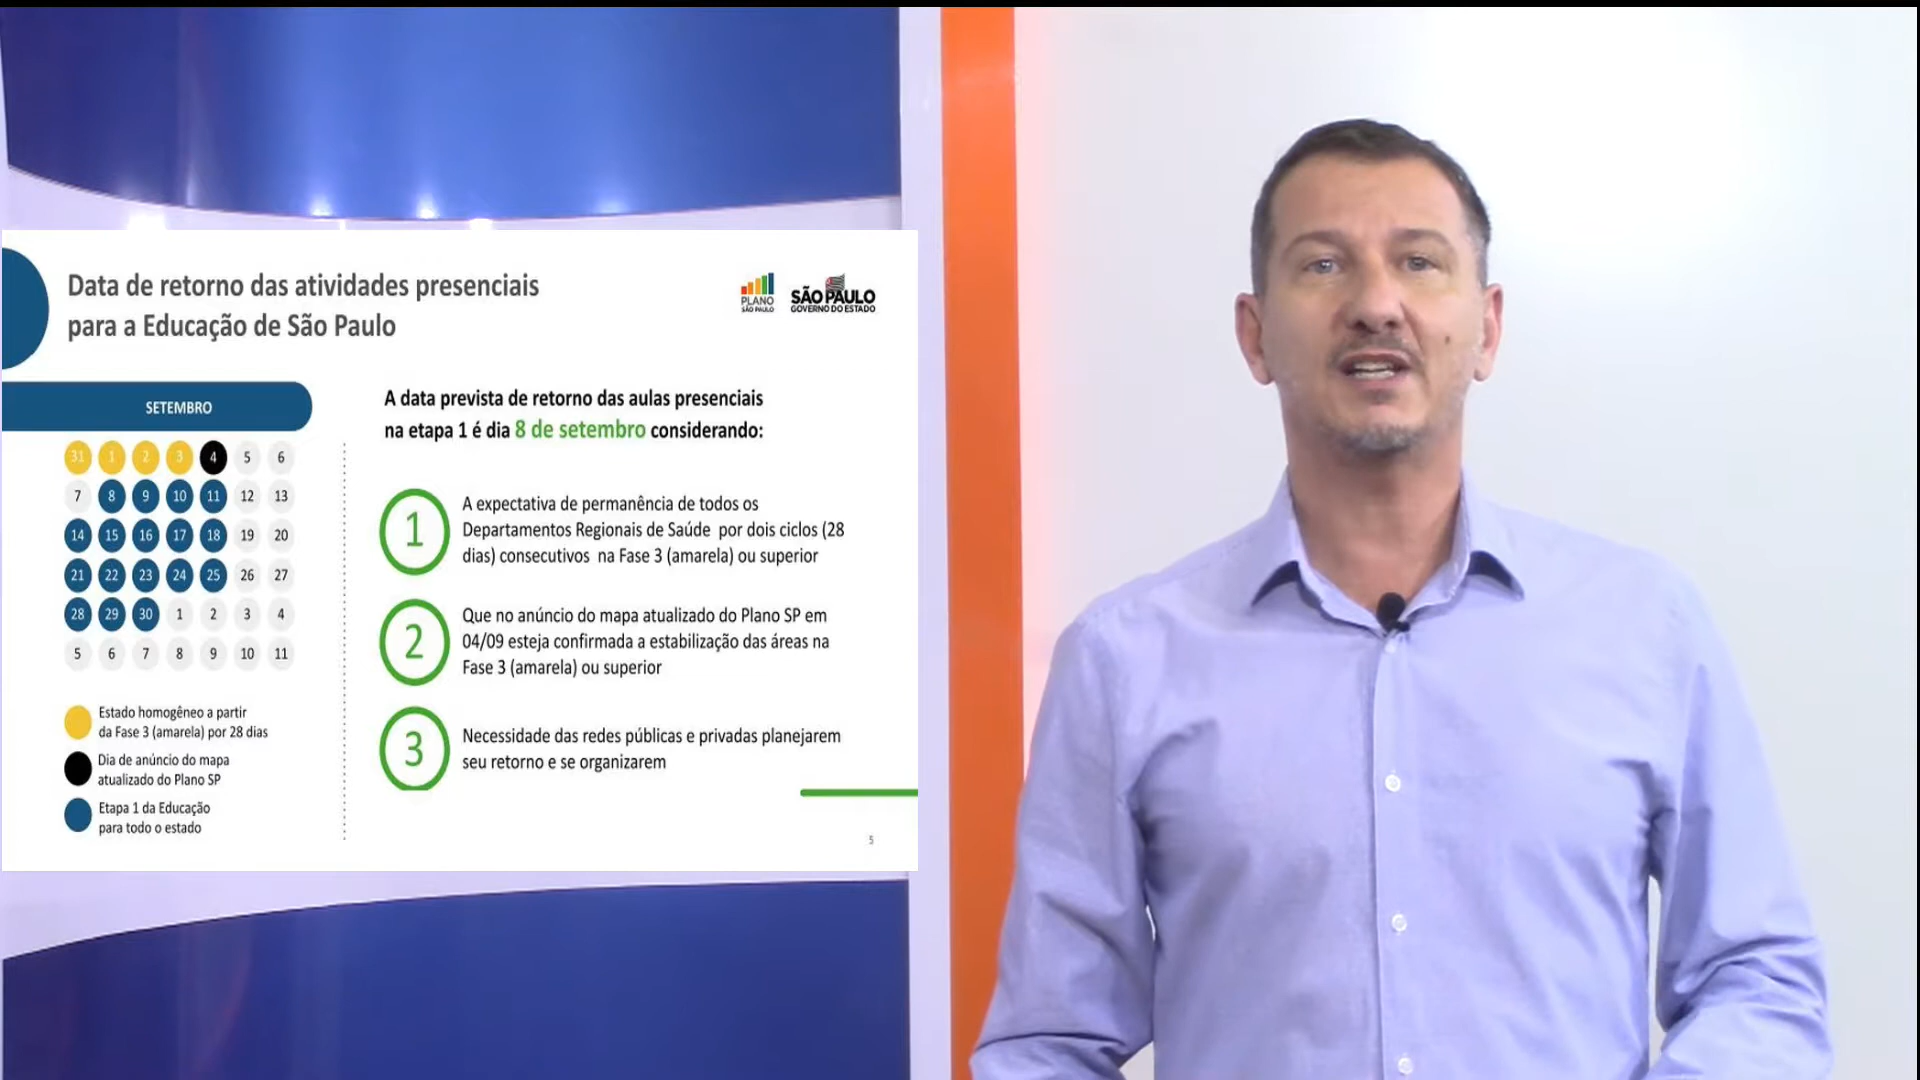 Data de retorno das atividades presenciais
para a Educação de São Paulo
PLANO
SÃO PAULO
SÃO PAULO
GOVERNO DO ESTADO
SETEMBRO
31 1 2 3 4 5 6
7 8 9 10 11 12 13
14 15 16 17 18 19 20
21 22 23 24 25 26 27
28 29 30 1 2 3 4
5 6 7 8 9 10 11
Estado homogêneo a partir
da Fase 3 (amarela) por 28 dias
Dia de anúncio do mapa
atualizado do Plano SP
Etapa 1 da Educação
para todo o estado
A data prevista de retorno das aulas presenciais
na etapa 1 é dia 8 de setembro considerando:
1
A expectativa de permanência de todos os
Departamentos Regionais de Saúde por dois ciclos (28
dias) consecutivos na Fase 3 (amarela) ou superior
2
Que no anúncio do mapa atualizado do Plano SP em
04/09 esteja confirmada a estabilização das áreas na
Fase 3 (amarela) ou superior
3
Necessidade das redes públicas e privadas planejarem
seu retorno e se organizarem
5